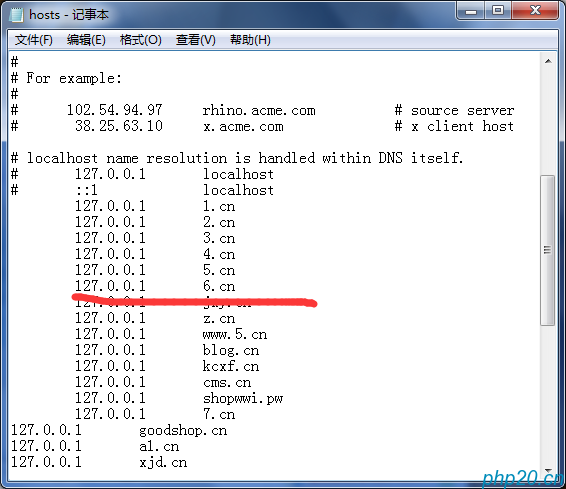 hosts - 记事本
文件(F) 编辑(E) 格式(O) 查看(V) 帮助(H)
#
# For example:
#
# 102.54.94.97 rhino.acme.com # source server
# 38.25.63.10 x.acme.com # x client host
# localhost name resolution is handled within DNS itself.
# 127.0.0.1 localhost
# ::1 localhost
127.0.0.1 1.cn
127.0.0.1 2.cn
127.0.0.1 3.cn
127.0.0.1 4.cn
127.0.0.1 5.cn
127.0.0.1 6.cn
127.0.0.1
127.0.0.1 z.cn
127.0.0.1 www.5.cn
127.0.0.1 blog.cn
127.0.0.1 kcxf.cn
127.0.0.1 cms.cn
127.0.0.1 shopwwi.pw
127.0.0.1 7.cn
127.0.0.1 goodshop.cn
127.0.0.1 al.cn
127.0.0.1 xjd.cn
php20.cn